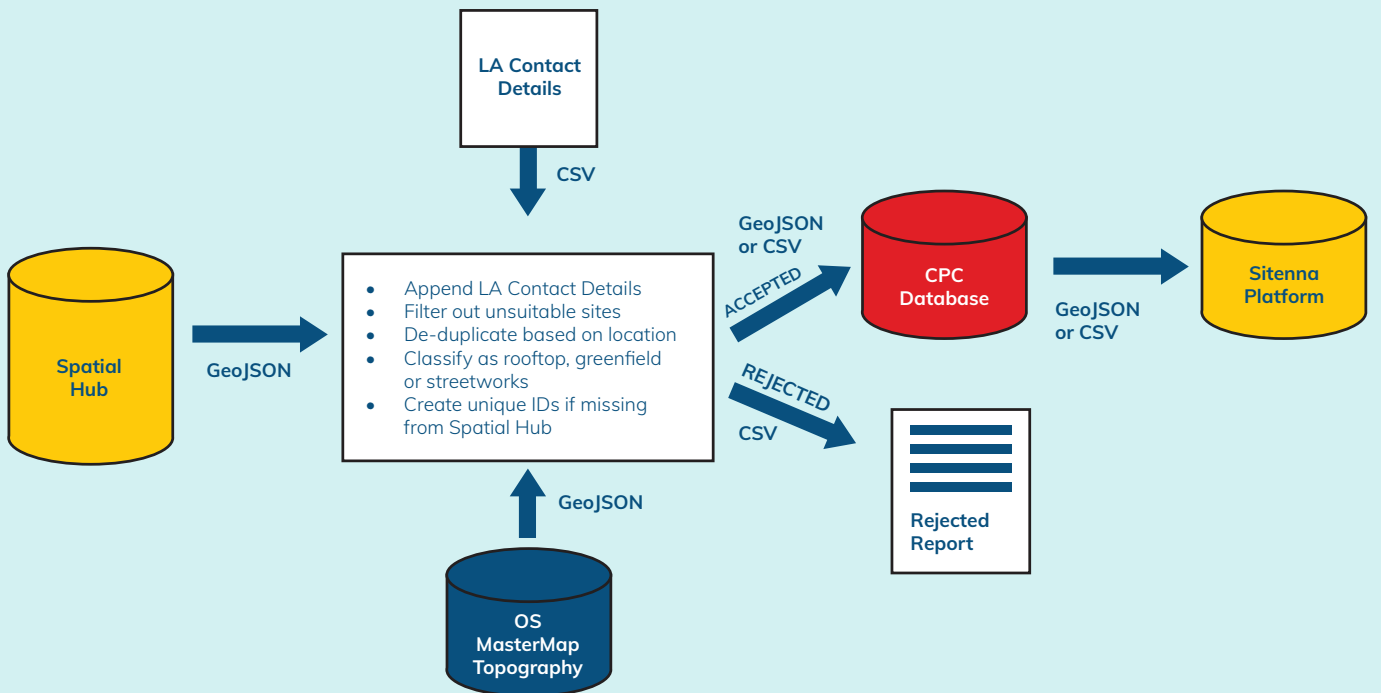 LA Contact
Details
CSV
Spatial
Hub
GeoJSON
• Append LA Contact Details
• Filter out unsuitable sites
• De-duplicate based on location
• Classify as rooftop, greenfield
or streetworks
• Create unique IDs if missing
from Spatial Hub
GeoJSON
OS
MasterMap
Topography
GeoJSON
or CSV
ACCEPTED
CPC
Database
GeoJSON
or CSV
Sitenna
Platform
REJECTED
CSV
Rejected
Report